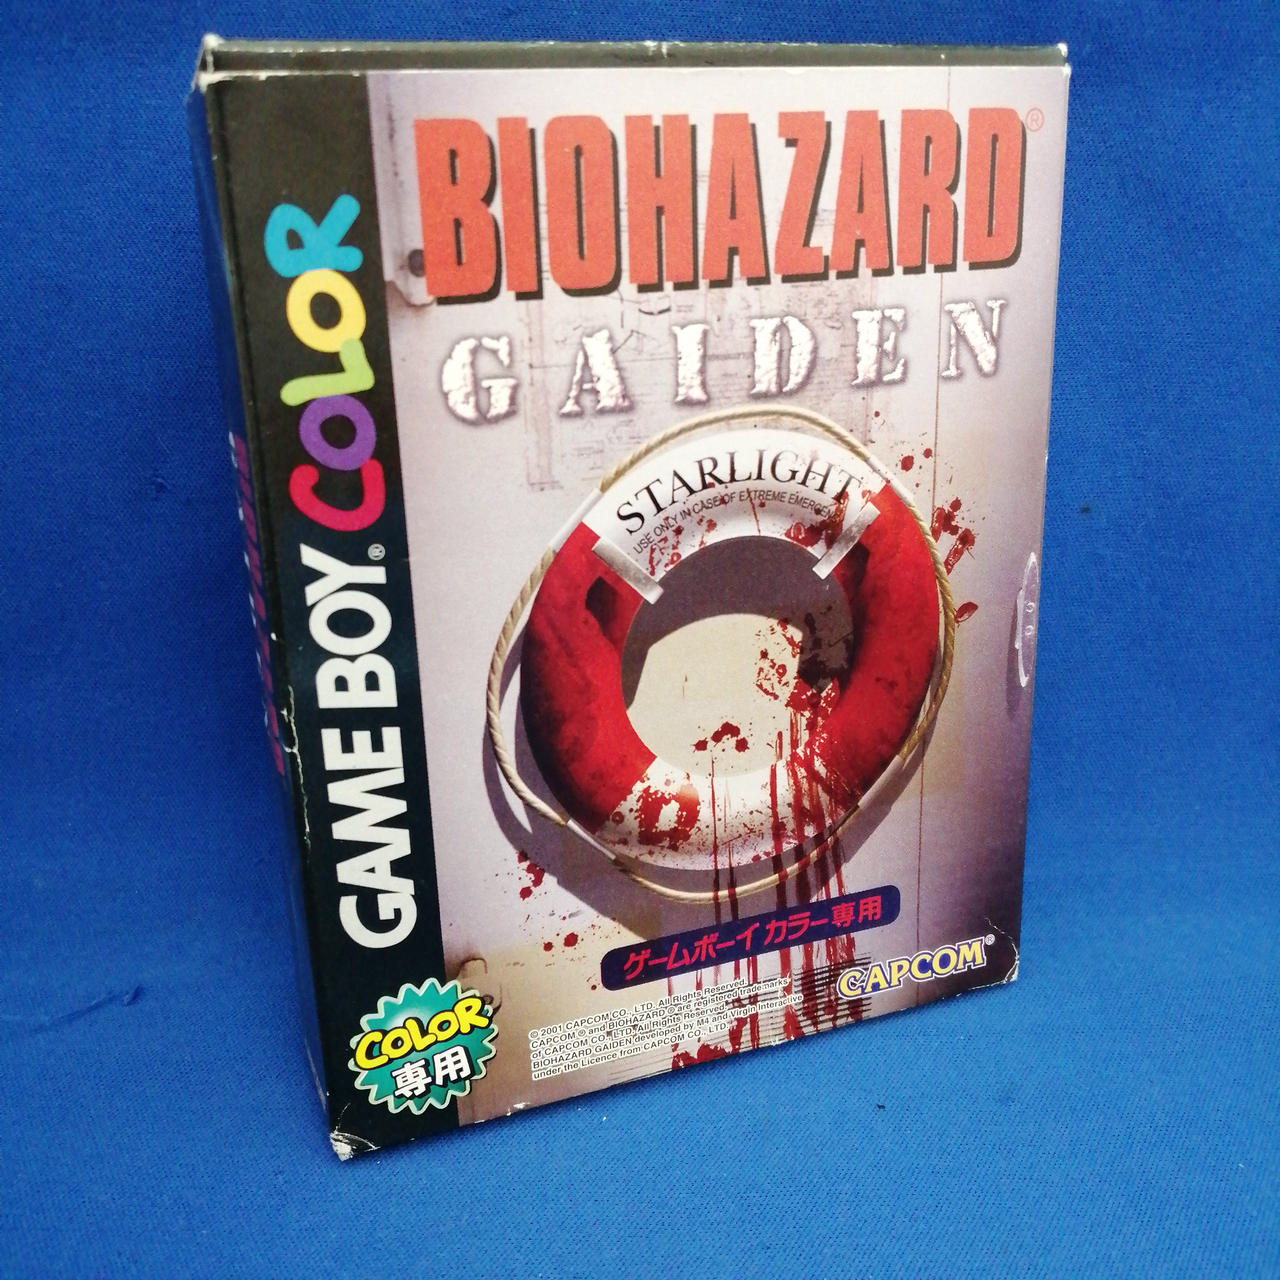 BIOHAZARD®
GAIDEN
STARLIGHT
USE ONLY IN CASE OF EXTREME
GAME BOY® COLOR
ゲームボーイカラー専用
CAPCOM®
COLOR
専用
© 2001 CAPCOM CO., LTD. All Rights Reserved.
CAPCOM ® and BIOHAZARD ® are registered trademarks
of CAPCOM CO., LTD. All Rights Reserved
BIOHAZARD GAIDEN developed by M4 and Virgin Interactive
under the Licence from CAPCOM CO., LTD.